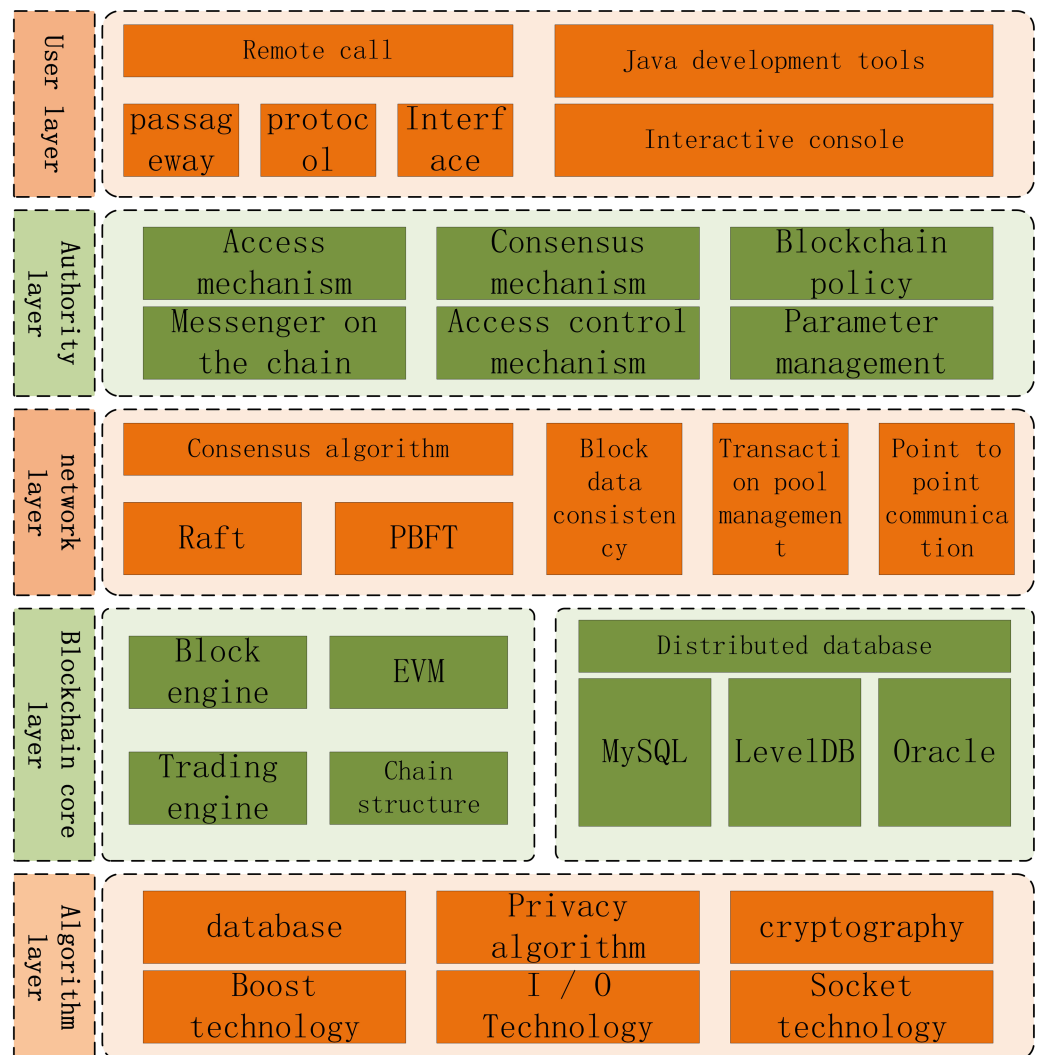 User layer
Remote call
Java development tools
passag
eway
protoc
ol
Interf
ace
Interactive console
Authority
layer
Access
mechanism
Consensus
mechanism
Blockchain
policy
Messenger on
the chain
Access control
mechanism
Parameter
management
network
layer
Consensus algorithm
Raft
PBFT
Block
data
consisten
cy
Transacti
on pool
managemen
t
Point to
point
communica
tion
Blockchain core
layer
Block
engine
EVM
Trading
engine
Chain
structure
Distributed database
MySQL
LevelDB
Oracle
Algorithm
layer
database
Privacy
algorithm
cryptography
Boost
technology
I / O
Technology
Socket
technology